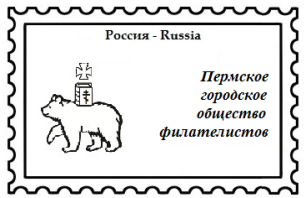 Россия - Russia
Пермское
городское
общество
филателистов